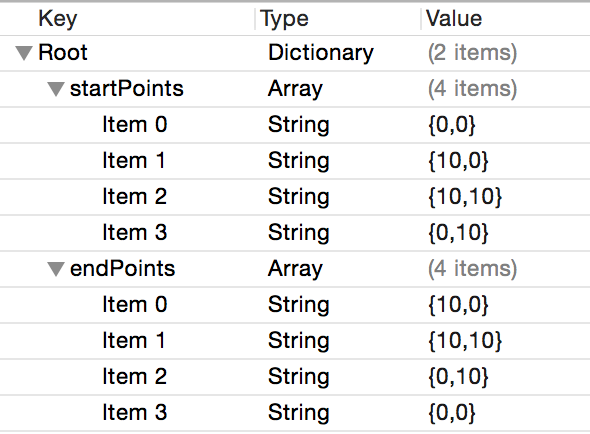 Key Type Value
Root Dictionary (2 items)
startPoints Array (4 items)
Item 0 String {0,0}
Item 1 String {10,0}
Item 2 String {10,10}
Item 3 String {0,10}
endPoints Array (4 items)
Item 0 String {10,0}
Item 1 String {10,10}
Item 2 String {0,10}
Item 3 String {0,0}